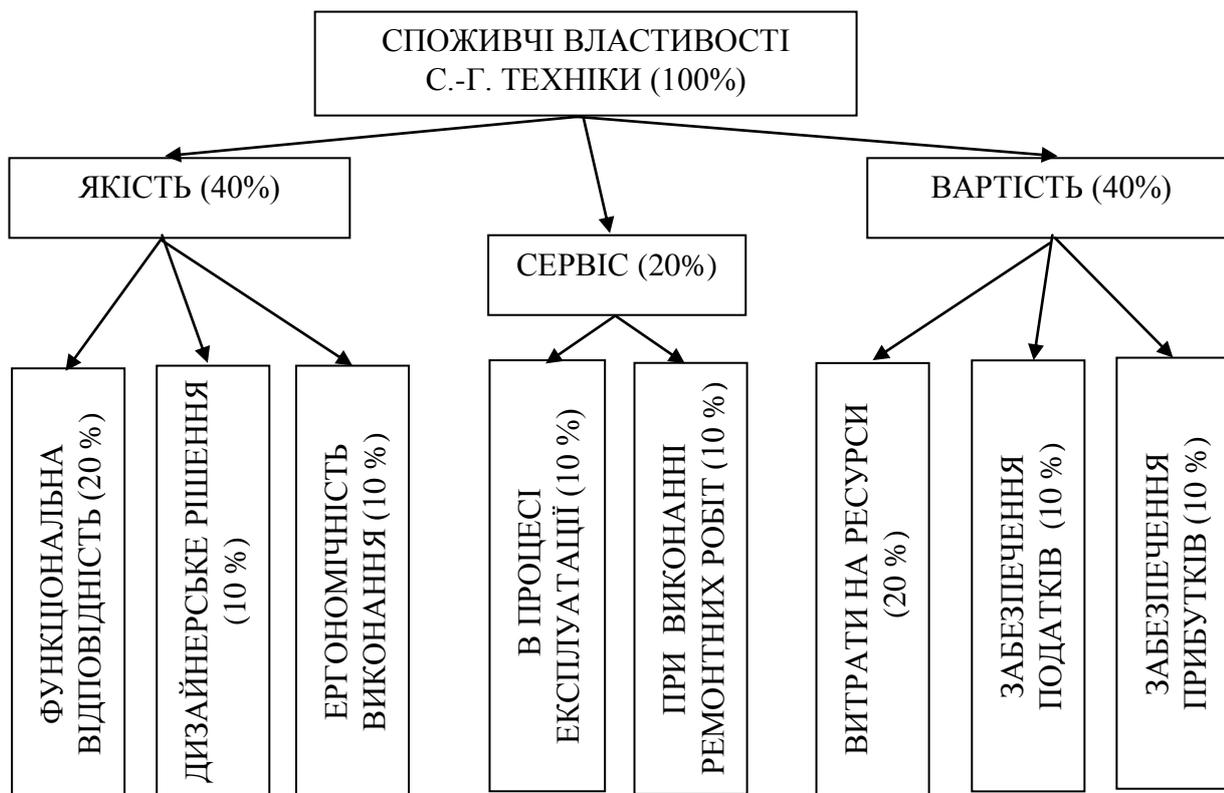 СПОЖИВЧІ ВЛАСТИВОСТІ
С.-Г. ТЕХНІКИ (100%)
ЯКІСТЬ (40%)
СЕРВІС (20%)
ВАРТІСТЬ (40%)
ФУНКЦІОНАЛЬНА
ВІДПОВІДНІСТЬ (20 %)
ДИЗАЙНЕРСЬКЕ РІШЕННЯ
(10 %)
ЕРГОНОМІЧНІСТЬ
ВИКОНАННЯ (10 %)
В ПРОЦЕСІ
ЕКСПЛУАТАЦІЇ (10 %)
ПРИ ВИКОНАННІ
РЕМОНТНИХ РОБІТ (10 %)
ВИТРАТИ НА РЕСУРСИ
(20 %)
ЗАБЕЗПЕЧЕННЯ
ПОДАТКІВ (10 %)
ЗАБЕЗПЕЧЕННЯ
ПРИБУТКІВ (10 %)